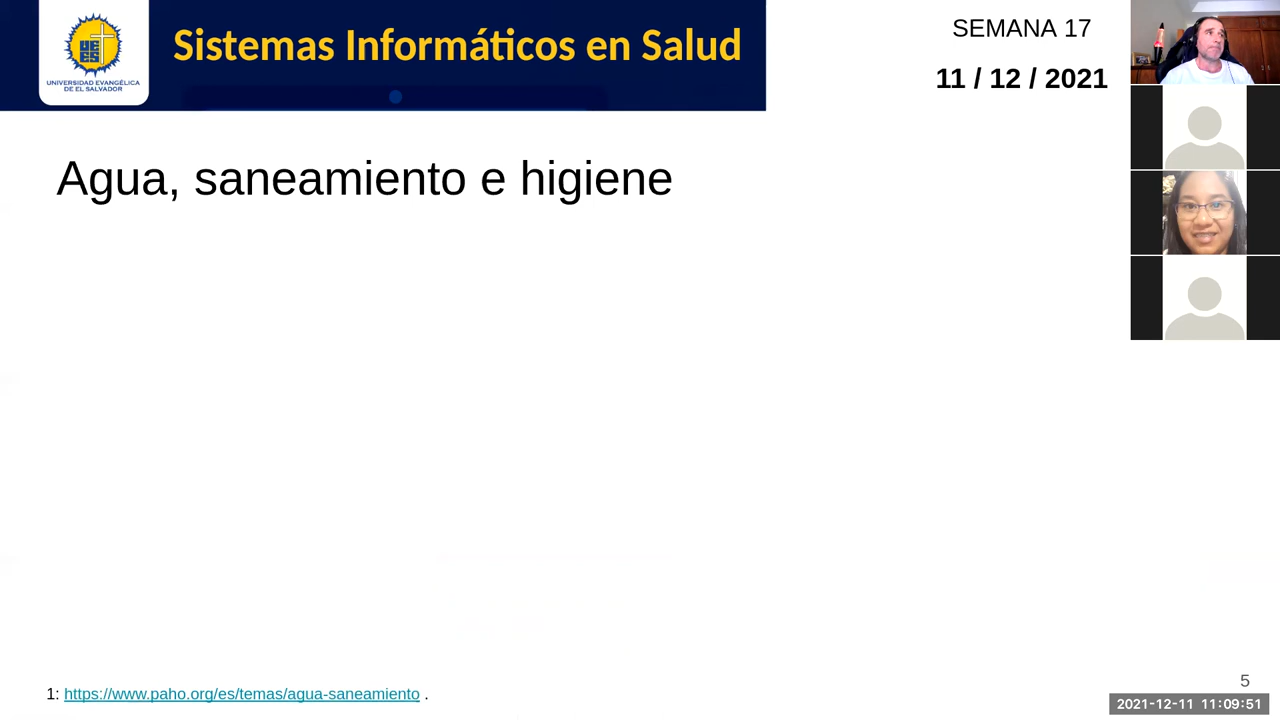 UNIVERSIDAD EVANGÉLICA
DE EL SALVADOR
Sistemas Informáticos en Salud
SEMANA 17
11 / 12 / 2021
Agua, saneamiento e higiene
1: https://www.paho.org/es/temas/agua-saneamiento .
5
2021-12-11 11:09:51